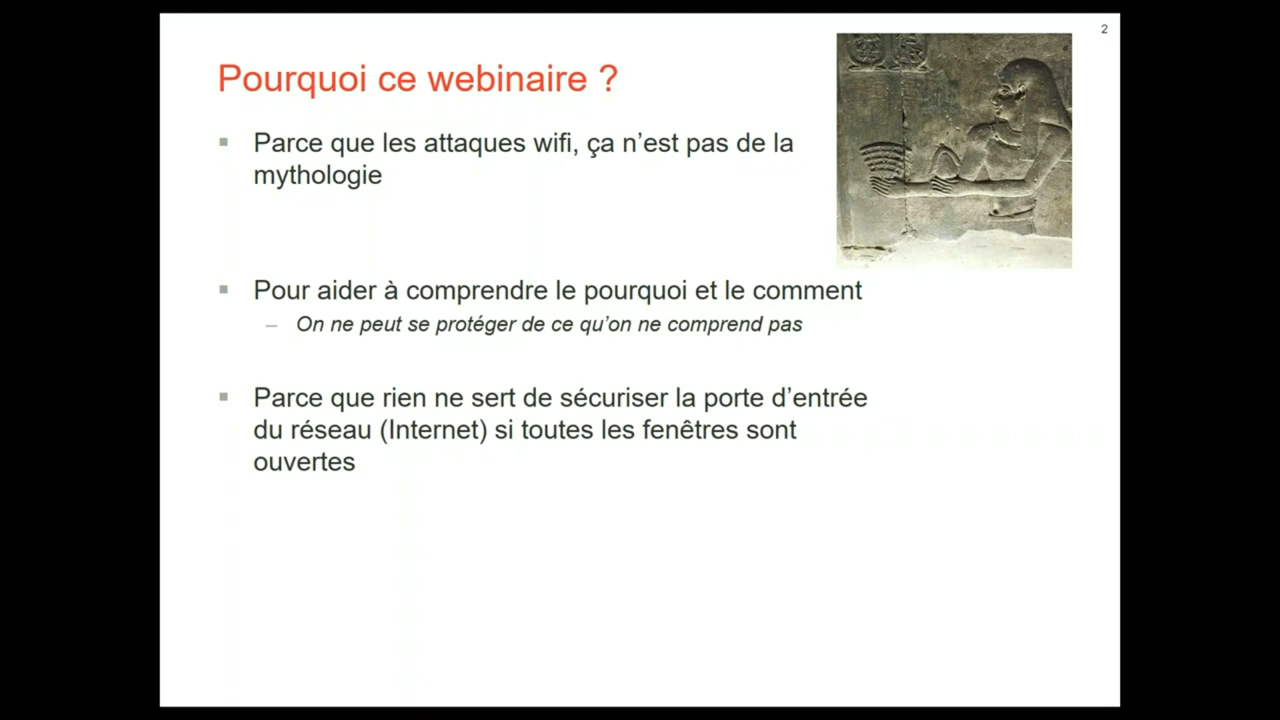 2
Pourquoi ce webinaire ?
Parce que les attaques wifi, ça n’est pas de la
mythologie
Pour aider à comprendre le pourquoi et le comment
– On ne peut se protéger de ce qu’on ne comprend pas
Parce que rien ne sert de sécuriser la porte d’entrée
du réseau (Internet) si toutes les fenêtres sont
ouvertes